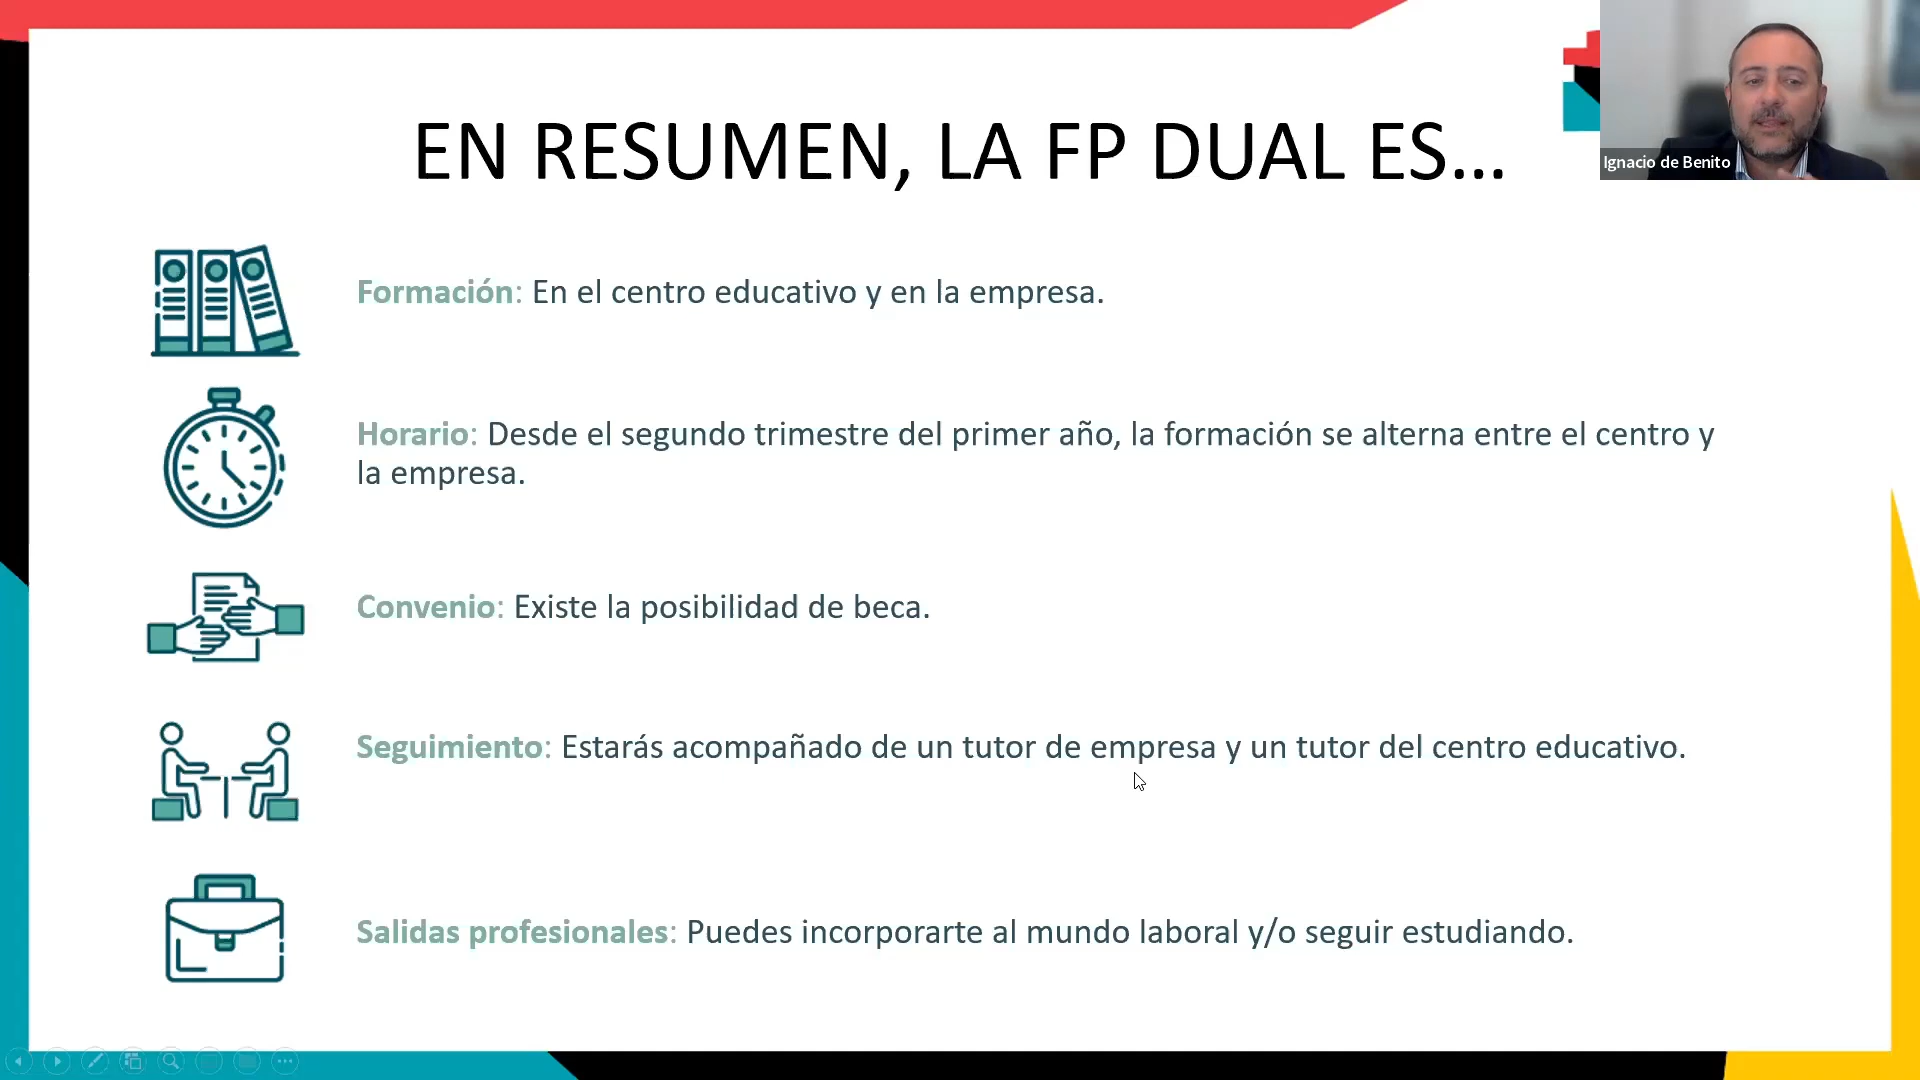 EN RESUMEN, LA FP DUAL ES...
Ignacio de Benito
Formación: En el centro educativo y en la empresa.
Horario: Desde el segundo trimestre del primer año, la formación se alterna entre el centro y
la empresa.
Convenio: Existe la posibilidad de beca.
Seguimiento: Estarás acompañado de un tutor de empresa y un tutor del centro educativo.
Salidas profesionales: Puedes incorporarte al mundo laboral y/o seguir estudiando.